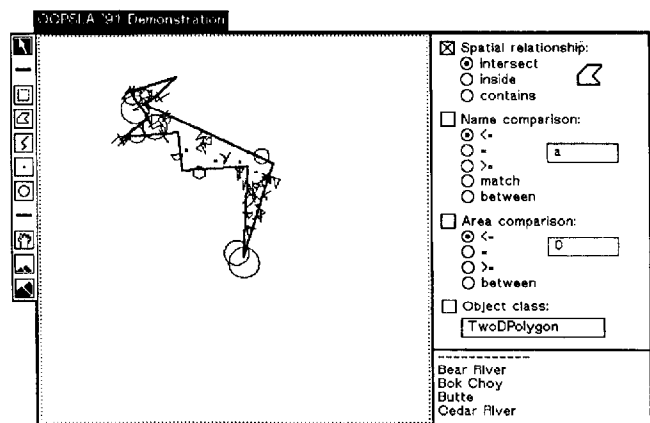 OOPSLA '91 Demonstration
Spatial relationship:
intersect
inside
contains
Name comparison:
<=
=
>=
match
between
a
Area comparison:
<=
=
>=
between
0
Object class:
TwoDPolygon
--------------
Bear River
Bok Choy
Butte
Cedar River